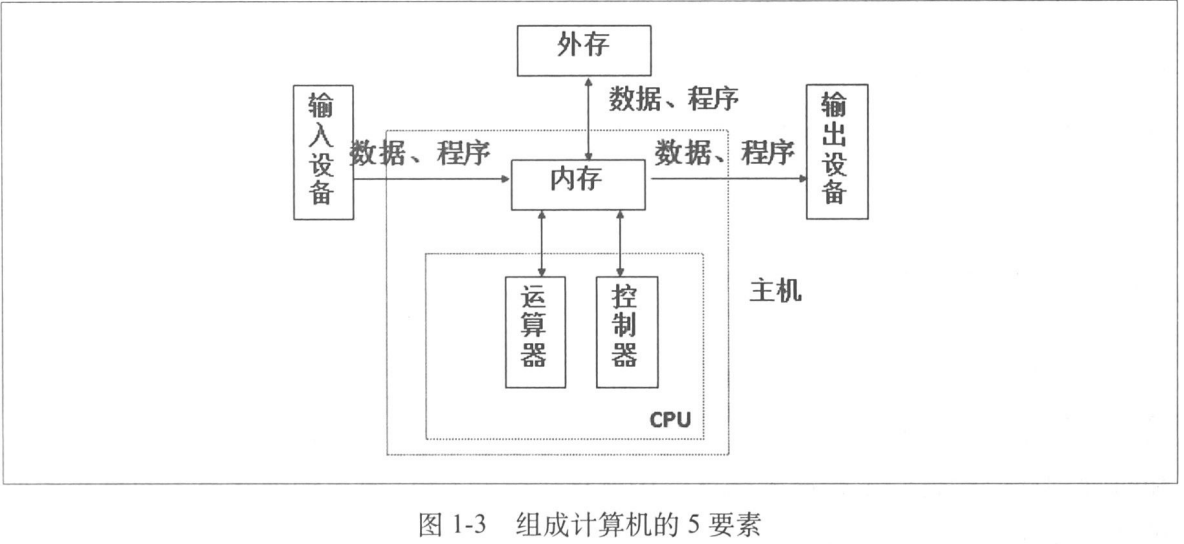 外存
数据、程序
输入设备
数据、程序
内存
数据、程序
输出设备
运算器
控制器
主机
CPU
图 1-3 组成计算机的 5 要素